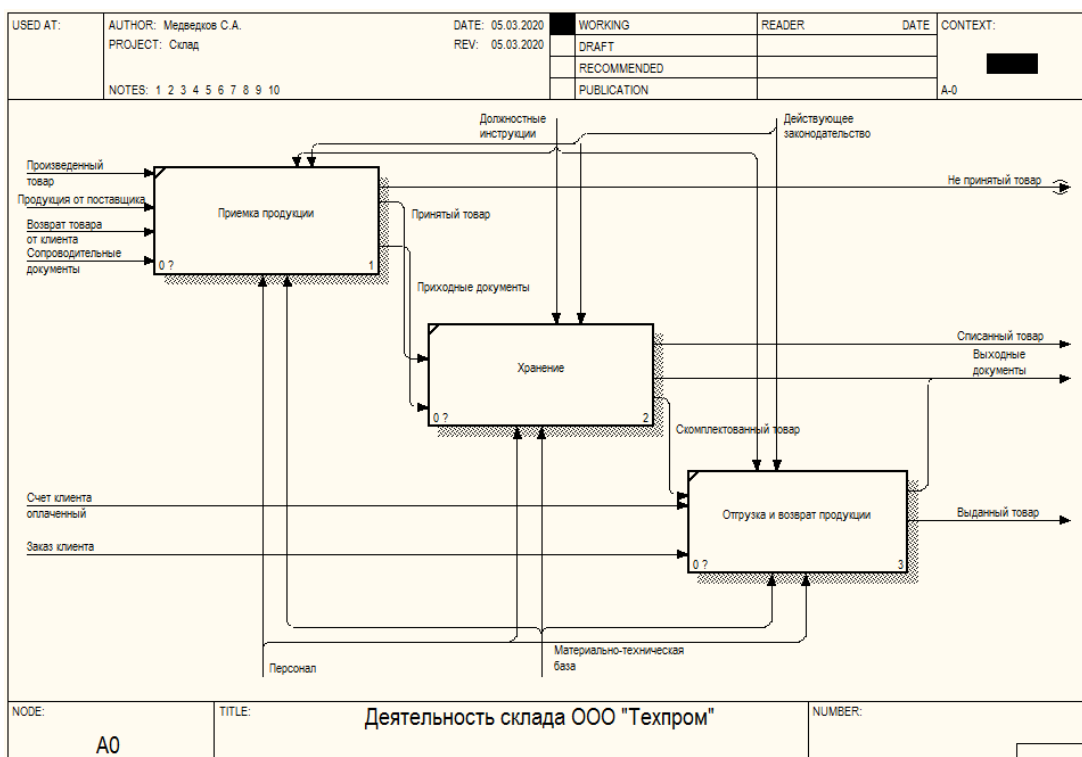 USED AT:
AUTHOR: Медведков С.А.
DATE: 05.03.2020
PROJECT: Склад
REV: 05.03.2020
NOTES: 1 2 3 4 5 6 7 8 9 10
WORKING
DRAFT
RECOMMENDED
PUBLICATION
READER
DATE
CONTEXT:
A-0
Должностные
инструкции
Действующее
законодательство
Произведенный
товар
Продукция от поставщика
Возврат товара
от клиента
Сопроводительные
документы
Приемка продукции
0 ?
1
Не принятый товар
Принятый товар
Приходные документы
Хранение
0 ?
2
Списанный товар
Выходные
документы
Скомплектованный товар
Счет клиента
оплаченный
Заказ клиента
Отгрузка и возврат продукции
0 ?
3
Выданный товар
Персонал
Материально-техническая
база
NODE:
A0
TITLE:
Деятельность склада ООО "Техпром"
NUMBER: